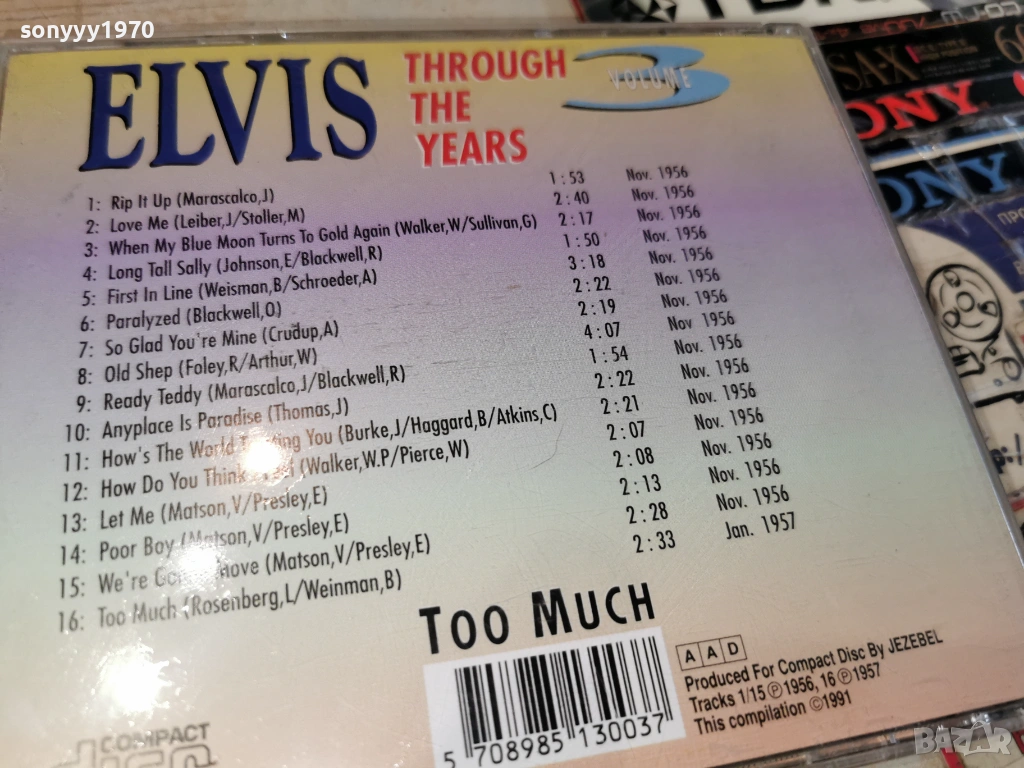 sonyyy1970
ELVIS
THROUGH THE YEARS
VOLUME 3
1: Rip It Up (Marascalco,J) 1:53 Nov. 1956
2: Love Me (Leiber,J/Stoller,M) 2:40 Nov. 1956
3: When My Blue Moon Turns To Gold Again (Walker,W/Sullivan,G) 2:17 Nov. 1956
4: Long Tall Sally (Johnson,E/Blackwell,R) 1:50 Nov. 1956
5: First In Line (Weisman,B/Schroeder,A) 3:18 Nov. 1956
6: Paralyzed (Blackwell,O) 2:22 Nov. 1956
7: So Glad You're Mine (Crudup,A) 2:19 Nov. 1956
8: Old Shep (Foley,R/Arthur,W) 4:07 Nov 1956
9: Ready Teddy (Marascalco,J/Blackwell,R) 1:54 Nov. 1956
10: Anyplace Is Paradise (Thomas,J) 2:22 Nov. 1956
11: How's The World You (Burke,J/Haggard,B/Atkins,C) 2:21 Nov. 1956
12: How Do You Think (Walker,W.P/Pierce,W) 2:07 Nov. 1956
13: Let Me (Matson,V/Presley,E) 2:08 Nov. 1956
14: Poor Boy (Matson,V/Presley,E) 2:13 Nov. 1956
15: We're Move (Matson,V/Presley,E) 2:28 Nov. 1956
16: Too Much (Rosenberg,L/Weinman,B) 2:33 Jan. 1957
TOO MUCH
AAD
Produced For Compact Disc By JEZEBEL
Tracks 1/15 ℗1956, 16 ℗1957
This compilation ©1991
5 708985 130037
COMPACT
disc
SA-X
60
SONY
SONY
BAZAR